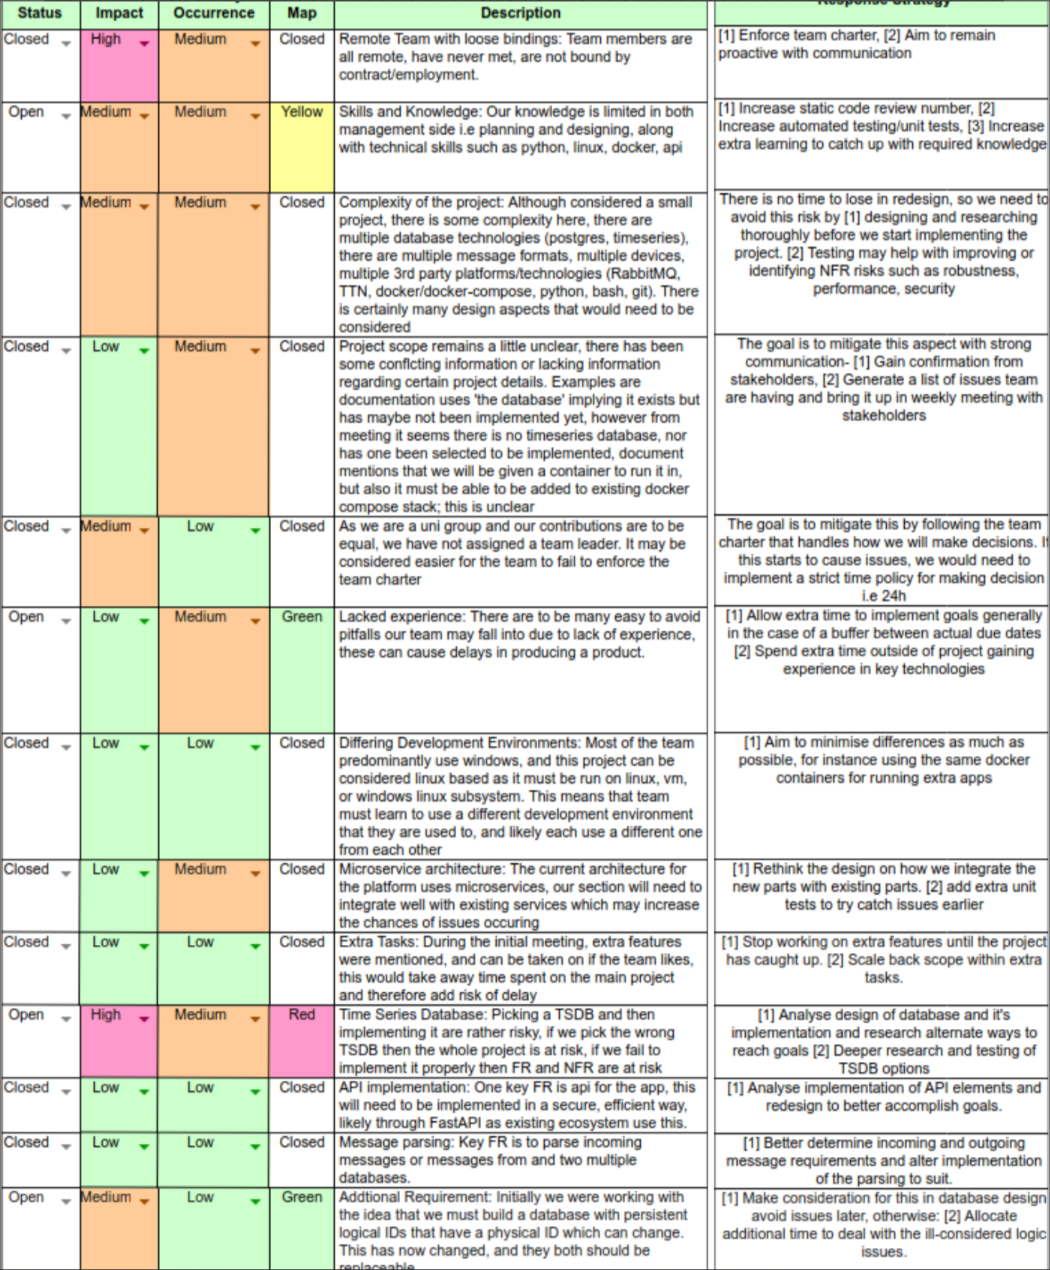 Status Impact Occurrence Map Description Response Strategy
Closed High Medium Closed
Remote Team with loose bindings: Team members are
all remote, have never met, are not bound by
contract/employment.
[1] Enforce team charter, [2] Aim to remain
proactive with communication
Open Medium Medium Yellow
Skills and Knowledge: Our knowledge is limited in both
management side i.e planning and designing, along
with technical skills such as python, linux, docker, api
[1] Increase static code review number, [2]
Increase automated testing/unit tests, [3] Increase
extra learning to catch up with required knowledge
Closed Medium Medium Closed
Complexity of the project: Although considered a small
project, there is some complexity here, there are
multiple database technologies (postgres, timeseries),
there are multiple message formats, multiple devices,
multiple 3rd party platforms/technologies (RabbitMQ,
TTN, docker/docker-compose, python, bash, git). There
is certainly many design aspects that would need to be
considered
There is no time to lose in redesign, so we need to
avoid this risk by [1] designing and researching
thoroughly before we start implementing the
project. [2] Testing may help with improving or
identifying NFR risks such as robustness,
performance, security
Closed Low Medium Closed
Project scope remains a little unclear, there has been
some conflcting information or lacking information
regarding certain project details. Examples are
documentation uses 'the database' implying it exists but
has maybe not been implemented yet, however from
meeting it seems there is no timeseries database, nor
has one been selected to be implemented, document
mentions that we will be given a container to run it in,
but also it must be able to be added to existing docker
compose stack; this is unclear
The goal is to mitigate this aspect with strong
communication- [1] Gain confirmation from
stakeholders, [2] Generate a list of issues team
are having and bring it up in weekly meeting with
stakeholders
Closed Medium Low Closed
As we are a uni group and our contributions are to be
equal, we have not assigned a team leader. It may be
considered easier for the team to fail to enforce the
team charter
The goal is to mitigate this by following the team
charter that handles how we will make decisions. If
this starts to cause issues, we would need to
implement a strict time policy for making decision
i.e 24h
Open Low Medium Green
Lacked experience: There are to be many easy to avoid
pitfalls our team may fall into due to lack of experience,
these can cause delays in producing a product.
[1] Allow extra time to implement goals generally
in the case of a buffer between actual due dates
[2] Spend extra time outside of project gaining
experience in key technologies
Closed Low Low Closed
Differing Development Environments: Most of the team
predominantly use windows, and this project can be
considered linux based as it must be run on linux, vm,
or windows linux subsystem. This means that team
must learn to use a different development environment
that they are used to, and likely each use a different one
from each other
[1] Aim to minimise differences as much as
possible, for instance using the same docker
containers for running extra apps
Closed Low Medium Closed
Microservice architecture: The current architecture for
the platform uses microservices, our section will need to
integrate well with existing services which may increase
the chances of issues occuring
[1] Rethink the design on how we integrate the
new parts with existing parts. [2] add extra unit
tests to try catch issues earlier
Closed Low Low Closed
Extra Tasks: During the initial meeting, extra features
were mentioned, and can be taken on if the team likes,
this would take away time spent on the main project
and therefore add risk of delay
[1] Stop working on extra features until the project
has caught up. [2] Scale back scope within extra
tasks.
Open High Medium Red
Time Series Database: Picking a TSDB and then
implementing it are rather risky, if we pick the wrong
TSDB then the whole project is at risk, if we fail to
implement it properly then FR and NFR are at risk
[1] Analyse design of database and it's
implementation and research alternate ways to
reach goals [2] Deeper research and testing of
TSDB options
Closed Low Low Closed
API implementation: One key FR is api for the app, this
will need to be implemented in a secure, efficient way,
likely through FastAPI as existing ecosystem use this.
[1] Analyse implementation of API elements and
redesign to better accomplish goals.
Closed Low Low Closed
Message parsing: Key FR is to parse incoming
messages or messages from and two multiple
databases.
[1] Better determine incoming and outgoing
message requirements and alter implementation
of the parsing to suit.
Open Medium Low Green
Addtional Requirement: Initially we were working with
the idea that we must build a database with persistent
logical IDs that have a physical ID which can change.
This has now changed, and they both should be
replaceable
[1] Make consideration for this in database design
avoid issues later, otherwise: [2] Allocate
additional time to deal with the ill-considered logic
issues.